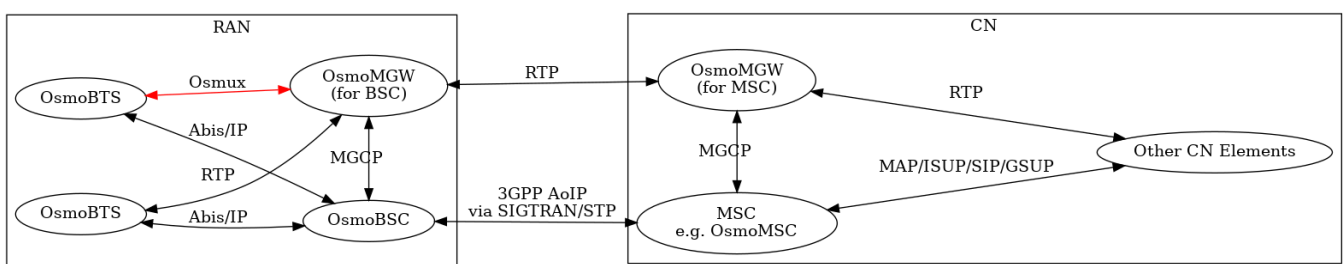 RAN
OsmoBTS
Osmux
OsmoMGW
(for BSC)
Abis/IP
RTP
MGCP
OsmoBTS
Abis/IP
OsmoBSC
RTP
3GPP AoIP
via SIGTRAN/STP
CN
OsmoMGW
(for MSC)
RTP
MGCP
MAP/ISUP/SIP/GSUP
Other CN Elements
MSC
e.g. OsmoMSC